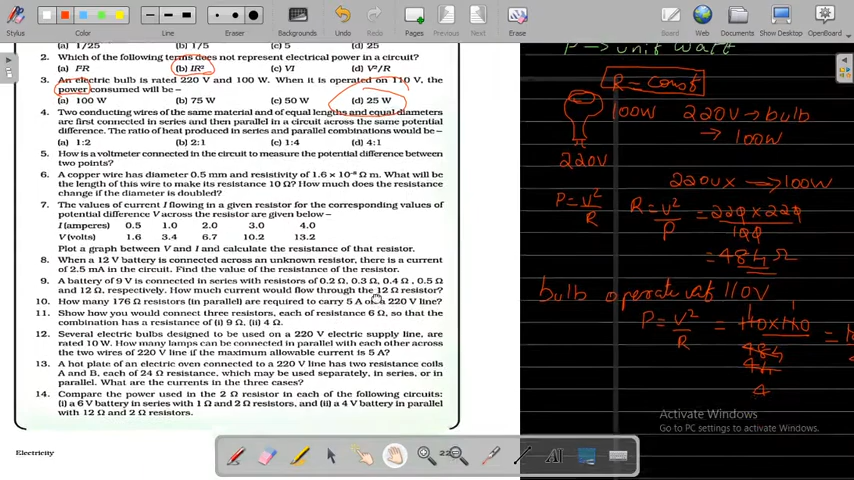 Styles
Color
Line
Eraser
Backgrounds
Undo
Pages
Previous
Next
Erase
Documents
Web
Show Desktop
OpenBoard
(a) 1/25 (b) 1/5 (c) 5 (d) 25
2. Which of the following terms does not represent electrical power in a circuit?
(a) I²R (b) IR² (c) VI (d) V²/R
3. An electric bulb is rated 220 V and 100 W. When it is operated on 110 V, the
power consumed will be –
(a) 100 W (b) 75 W (c) 50 W (d) 25 W
4. Two conducting wires of the same material and of equal lengths and equal diameters
are first connected in series and then parallel in a circuit across the same potential
difference. The ratio of heat produced in series and parallel combinations would be –
(a) 1:2 (b) 2:1 (c) 1:4 (d) 4:1
5. How is a voltmeter connected in the circuit to measure the potential difference between
two points?
6. A copper wire has diameter 0.5 mm and resistivity of 1.6 × 10⁻⁸ Ω m. What will be
the length of this wire to make its resistance 10 Ω? How much does the resistance
change if the diameter is doubled?
7. The values of current I flowing in a given resistor for the corresponding values of
potential difference V across the resistor are given below –
I (amperes) 0.5 1.0 2.0 3.0 4.0
V (volts) 1.6 3.4 6.7 10.2 13.2
Plot a graph between V and I and calculate the resistance of that resistor.
8. When a 12 V battery is connected across an unknown resistor, there is a current
of 2.5 mA in the circuit. Find the value of the resistance of the resistor.
9. A battery of 9 V is connected in series with resistors of 0.2 Ω, 0.3 Ω, 0.4 Ω , 0.5 Ω
and 12 Ω, respectively. How much current would flow through the 12 Ω resistor?
10. How many 176 Ω resistors (in parallel) are required to carry 5 A on a 220 V line?
11. Show how you would connect three resistors, each of resistance 6 Ω, so that the
combination has a resistance of (i) 9 Ω, (ii) 4 Ω.
12. Several electric bulbs designed to be used on a 220 V electric supply line, are
rated 10 W. How many lamps can be connected in parallel with each other across
the two wires of 220 V line if the maximum allowable current is 5 A?
13. A hot plate of an electric oven connected to a 220 V line has two resistance coils
A and B, each of 24 Ω resistance, which may be used separately, in series, or in
parallel. What are the currents in the three cases?
14. Compare the power used in the 2 Ω resistor in each of the following circuits:
(i) a 6 V battery in series with 1 Ω and 2 Ω resistors, and (ii) a 4 V battery in parallel
with 12 Ω and 2 Ω resistors.
Electricity
P → unit watt
R = const
100W 220V → bulb
→ 100W
220V
220V x → 100W
P = V²/R R = V²/P = 220 x 220 / 100
= 484 Ω
bulb operate at 110V
P = V²/R = 110 x 110 / 484
44
4
Activate Windows
Go to PC settings to activate Windows.